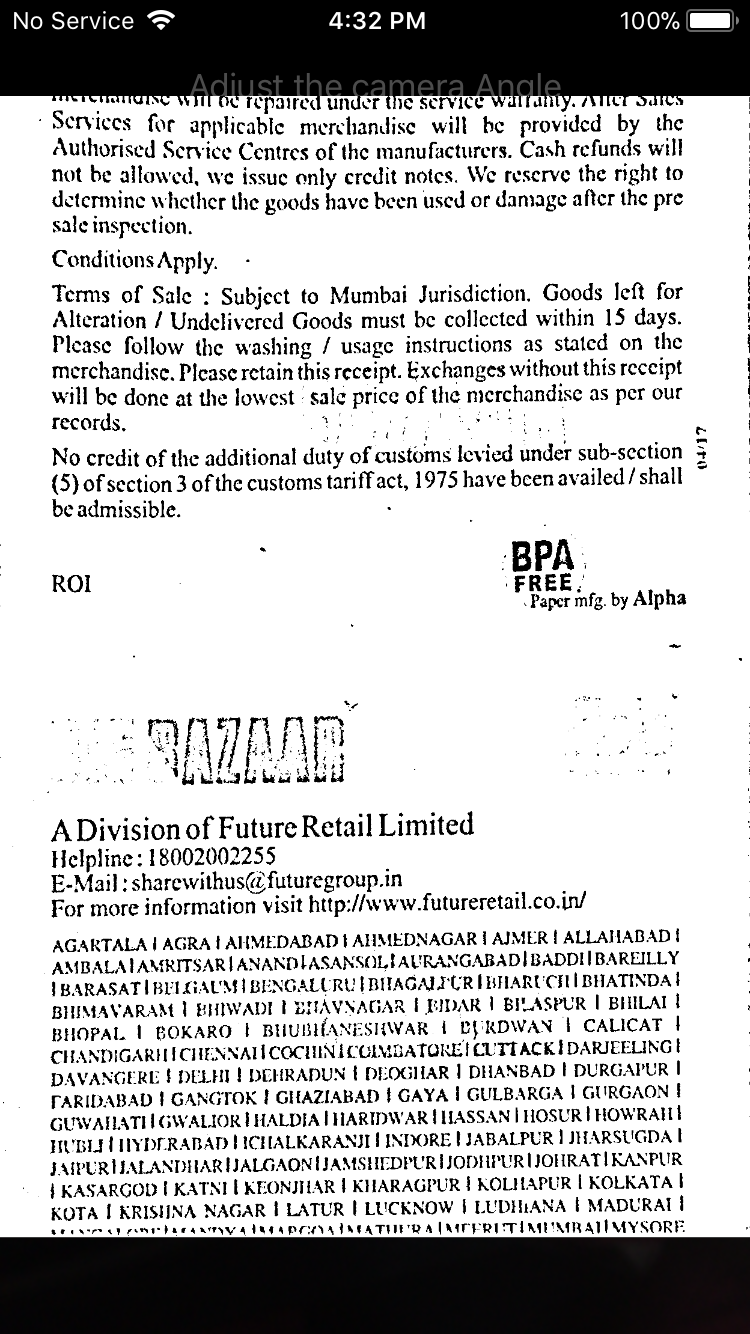 No Service 4:32 PM 100%
Adjust the camera Angle
merchandise will be repaired under the service warranty. After Sales
Services for applicable merchandise will be provided by the
Authorised Service Centres of the manufacturers. Cash refunds will
not be allowed, we issue only credit notes. We reserve the right to
determine whether the goods have been used or damage after the pre
sale inspection.
Conditions Apply.
Terms of Sale : Subject to Mumbai Jurisdiction. Goods left for
Alteration / Undelivered Goods must be collected within 15 days.
Please follow the washing / usage instructions as stated on the
merchandise. Please retain this receipt. Exchanges without this receipt
will be done at the lowest sale price of the merchandise as per our
records.
04/17
No credit of the additional duty of customs levied under sub-section
(5) of section 3 of the customs tariff act, 1975 have been availed / shall
be admissible.
BPA
FREE
ROI
Paper mfg. by Alpha
BAZAAR
A Division of Future Retail Limited
Helpline : 18002002255
E-Mail : sharewithus@futuregroup.in
For more information visit http://www.futureretail.co.in/
AGARTALA | AGRA | AHMEDABAD | AHMEDNAGAR | AJMER | ALLAHABAD |
AMBALA | AMRITSAR | ANAND | ASANSOL | AURANGABAD | BADDI | BAREILLY
| BARASAT | BELGAUM | BENGALURU | BHAGALPUR | BHARUCH | BHATINDA |
BHIMAVARAM | BHIWADI | BHAVNAGAR | BIDAR | BILASPUR | BHILAI |
BHOPAL | BOKARO | BHUBHANESHWAR | BURDWAN | CALICAT |
CHANDIGARH | CHENNAI | COCHIN | COIMBATORE | CUTTACK | DARJEELING |
DAVANGERE | DELHI | DEHRADUN | DEOGHAR | DHANBAD | DURGAPUR |
FARIDABAD | GANGTOK | GHAZIABAD | GAYA | GULBARGA | GURGAON |
GUWAHATI | GWALIOR | HALDIA | HARIDWAR | HASSAN | HOSUR | HOWRAH |
HUBLI | HYDERABAD | ICHALKARANJI | INDORE | JABALPUR | JHARSUGDA |
JAIPUR | JALANDHAR | JALGAON | JAMSHEDPUR | JODHPUR | JOHRAT | KANPUR
| KASARGOD | KATNI | KEONJHAR | KHARAGPUR | KOLHAPUR | KOLKATA |
KOTA | KRISHNA NAGAR | LATUR | LUCKNOW | LUDHIANA | MADURAI |
MANGALORE | MANDYA | MARGOA | MATHURA | MEERUT | MUMBAI | MYSORE